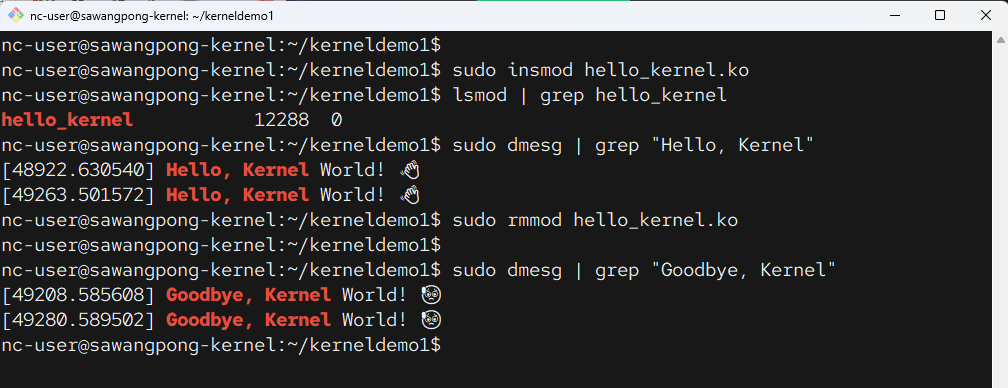 nc-user@sawangpong-kernel: ~/kerneldemo1
nc-user@sawangpong-kernel:~/kerneldemo1$
nc-user@sawangpong-kernel:~/kerneldemo1$ sudo insmod hello_kernel.ko
nc-user@sawangpong-kernel:~/kerneldemo1$ lsmod | grep hello_kernel
hello_kernel           12288  0
nc-user@sawangpong-kernel:~/kerneldemo1$ sudo dmesg | grep "Hello, Kernel"
[48922.630540] Hello, Kernel World! 👋
[49263.501572] Hello, Kernel World! 👋
nc-user@sawangpong-kernel:~/kerneldemo1$ sudo rmmod hello_kernel.ko
nc-user@sawangpong-kernel:~/kerneldemo1$
nc-user@sawangpong-kernel:~/kerneldemo1$ sudo dmesg | grep "Goodbye, Kernel"
[49208.585608] Goodbye, Kernel World! 😥
[49280.589502] Goodbye, Kernel World! 😥
nc-user@sawangpong-kernel:~/kerneldemo1$